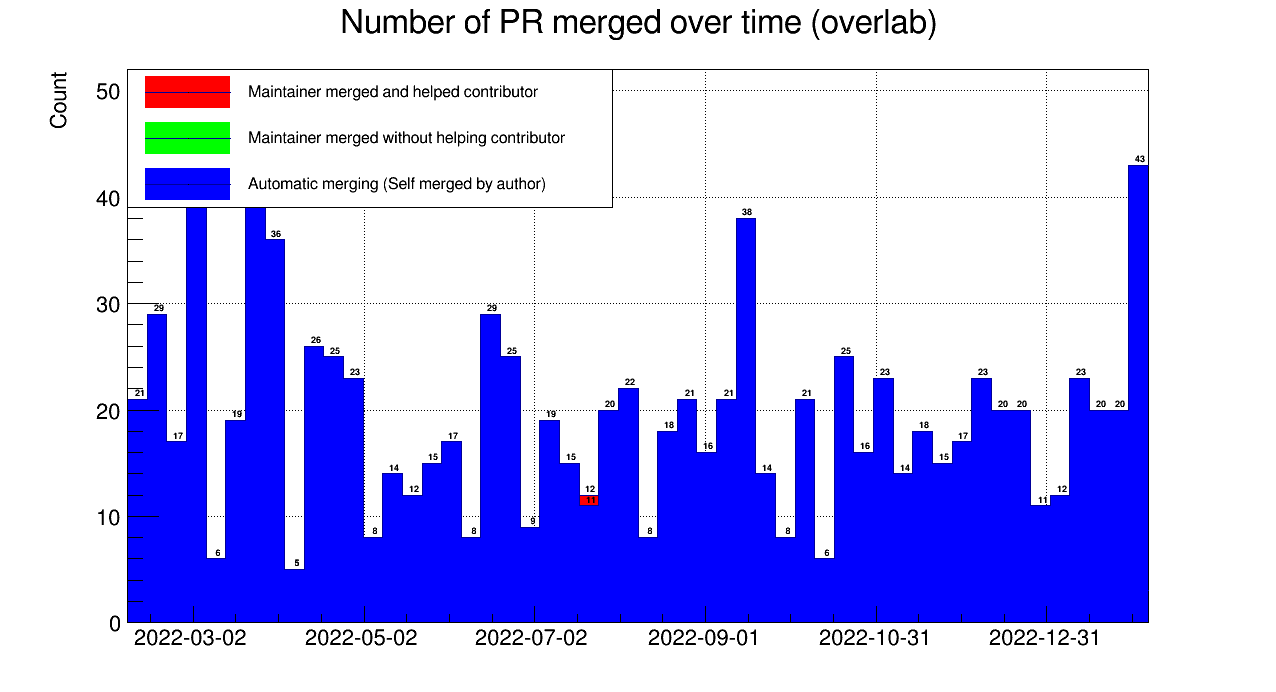 Number of PR merged over time (overlab)
Count
50
40
30
20
10
0
Maintainer merged and helped contributor
Maintainer merged without helping contributor
Automatic merging (Self merged by author)
21 29 17 6 19 36 5 26 25 23 8 14 12 15 17 8 29 25 9 19 15 12 11 20 22 8 18 21 16 21 38 14 8 21 6 25 16 23 14 18 15 17 23 20 20 11 12 23 20 20 43
2022-03-02 2022-05-02 2022-07-02 2022-09-01 2022-10-31 2022-12-31